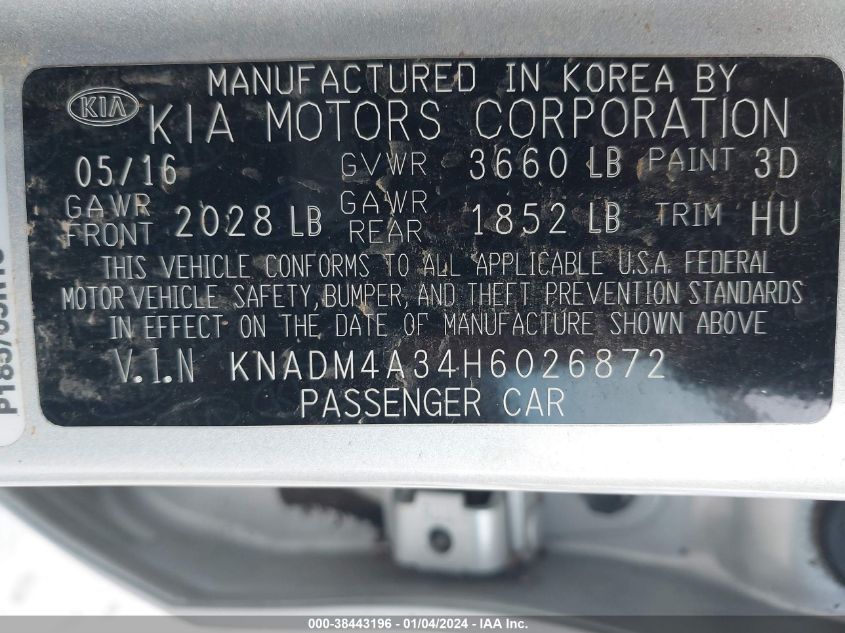 MANUFACTURED IN KOREA BY
KIA KIA MOTORS CORPORATION
05/16 GVWR 3660 LB PAINT 3D
GAWR FRONT 2028 LB GAWR REAR 1852 LB TRIM HU
THIS VEHICLE CONFORMS TO ALL APPLICABLE U.S.A. FEDERAL
MOTOR VEHICLE SAFETY, BUMPER, AND THEFT PREVENTION STANDARDS
IN EFFECT ON THE DATE OF MANUFACTURE SHOWN ABOVE
V.I.N KNADM4A34H6026872
PASSENGER CAR
000-38443196 - 01/04/2024 - IAA Inc.